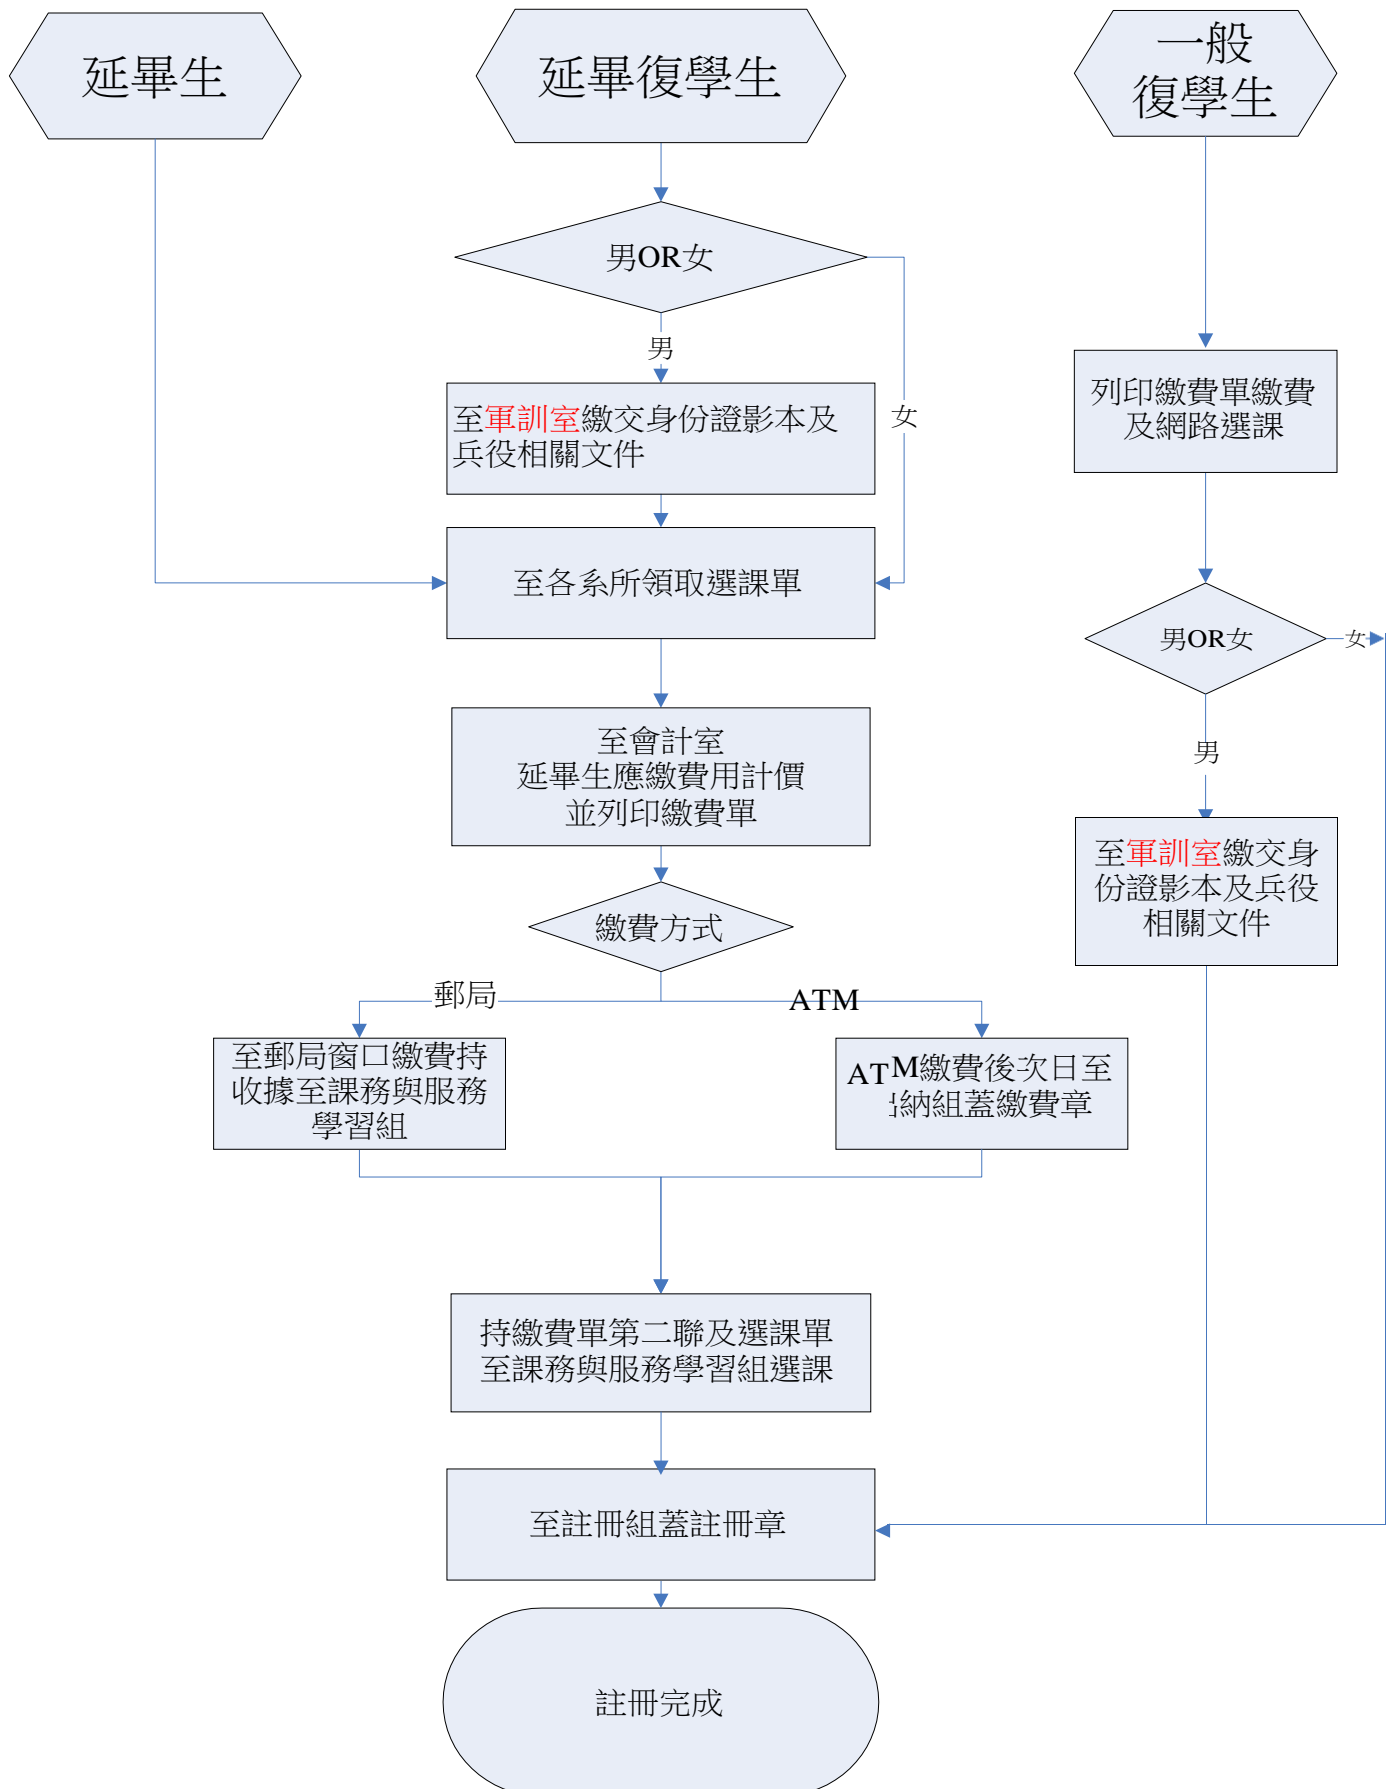 延畢生
延畢復學生
一般
復學生
男OR女
男
女
至軍訓室繳交身份證影本及
兵役相關文件
列印繳費單繳費
及網路選課
至各系所領取選課單
男OR女
女
男
至會計室
延畢生應繳費用計價
並列印繳費單
至軍訓室繳交身
份證影本及兵役
相關文件
繳費方式
郵局
ATM
至郵局窗口繳費持
收據至課務與服務
學習組
ATM繳費後次日至
納組蓋繳費章
持繳費單第二聯及選課單
至課務與服務學習組選課
至註冊組蓋註冊章
註冊完成